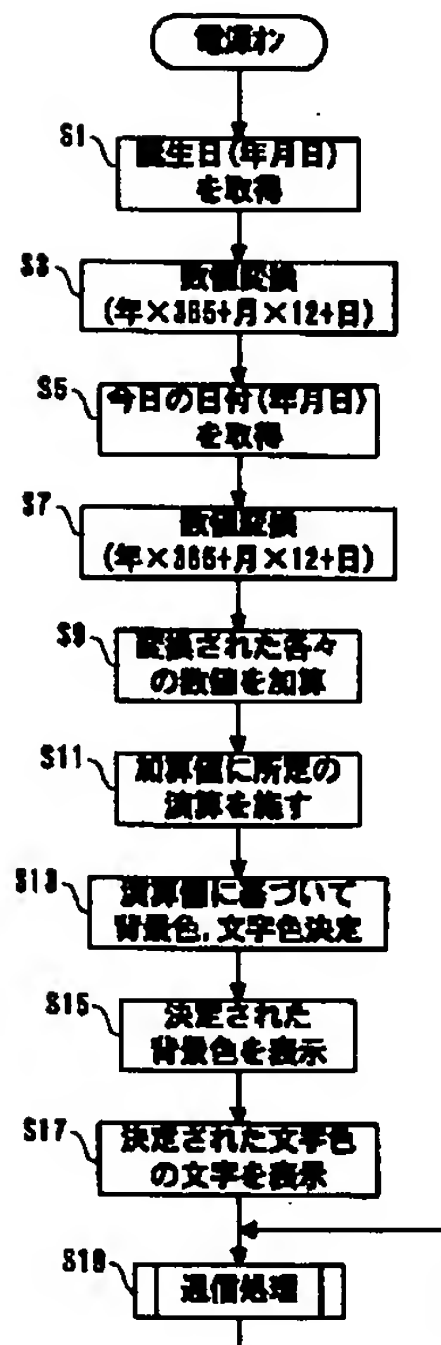 電源オン
S1
誕生日(年月日)
を取得
S3
数値変換
(年×365+月×12+日)
S5
今日の日付(年月日)
を取得
S7
数値変換
(年×365+月×12+日)
S9
変換された各々
の数値を加算
S11
加算値に所定の
演算を施す
S13
演算値に基づいて
背景色,文字色決定
S15
決定された
背景色を表示
S17
決定された文字色
の文字を表示
S19
通信処理